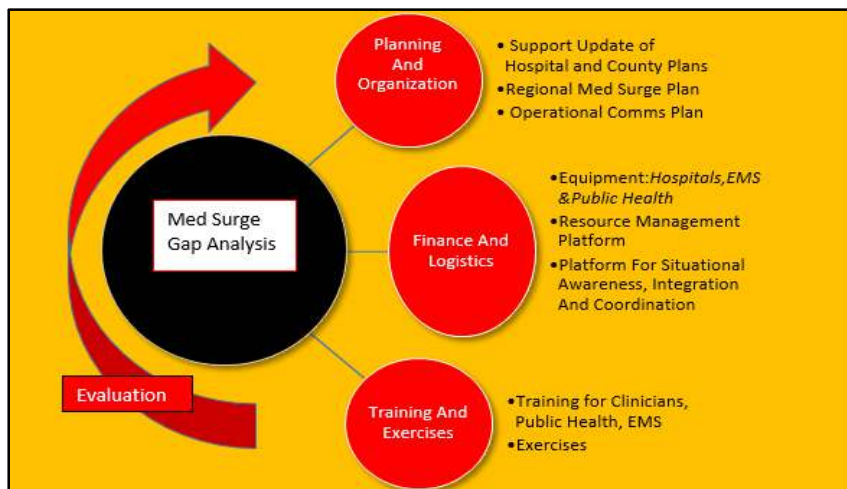 Planning
And
Organization
• Support Update of
Hospital and County Plans
•Regional Med Surge Plan
• Operational Comms Plan
Med Surge
Gap Analysis
Finance And
Logistics
•Equipment:Hospitals,EMS
&Public Health
•Resource Management
Platform
•Platform For Situational
Awareness, Integration
And Coordination
Evaluation
Training And
Exercises
•Training for Clinicians,
Public Health, EMS
•Exercises